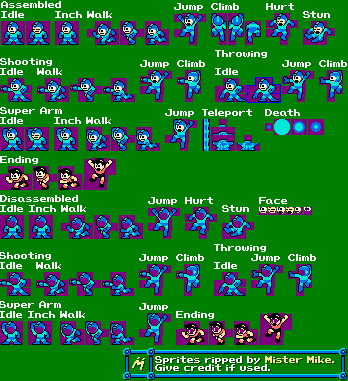 Assembled
Idle Inch Walk Jump Climb Hurt Stun
Shooting Throwing
Idle Walk Jump Climb Idle Jump Climb
Super Arm
Idle Inch Walk Jump Teleport Death
Ending
Disassembled
Idle Inch Walk Jump Hurt Stun Face
Shooting Throwing
Idle Walk Jump Climb Idle Jump Climb
Super Arm
Idle Inch Walk Jump Ending
Sprites ripped by Mister Mike.
Give credit if used.